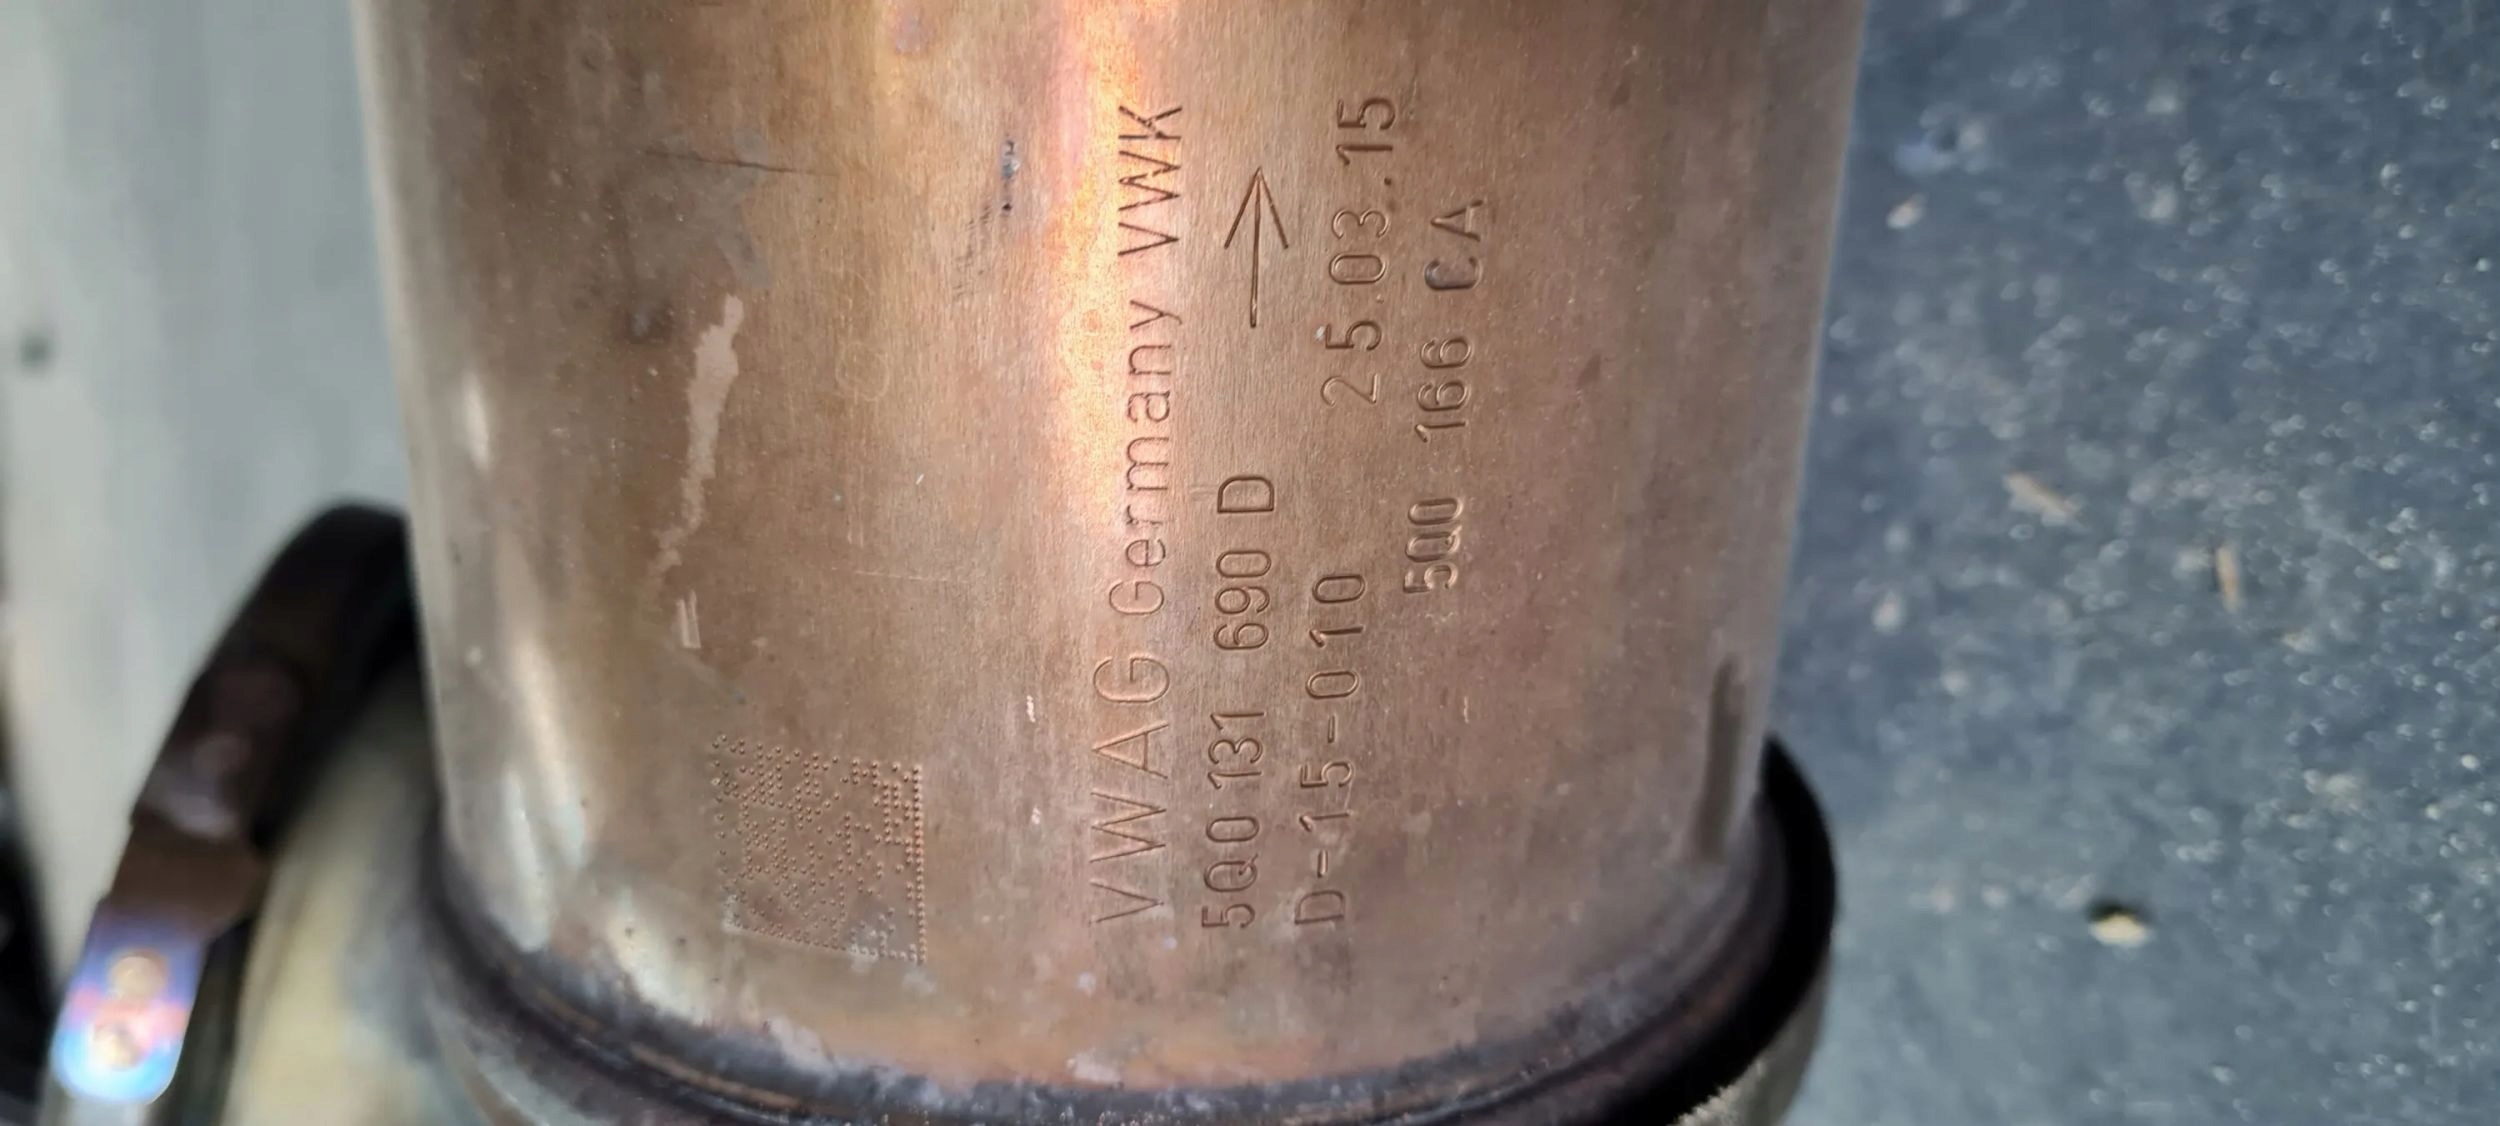 VWAG Germany VWK
5Q0 131 690 D →
D-15-010 25.03.15
5Q0 166 CA